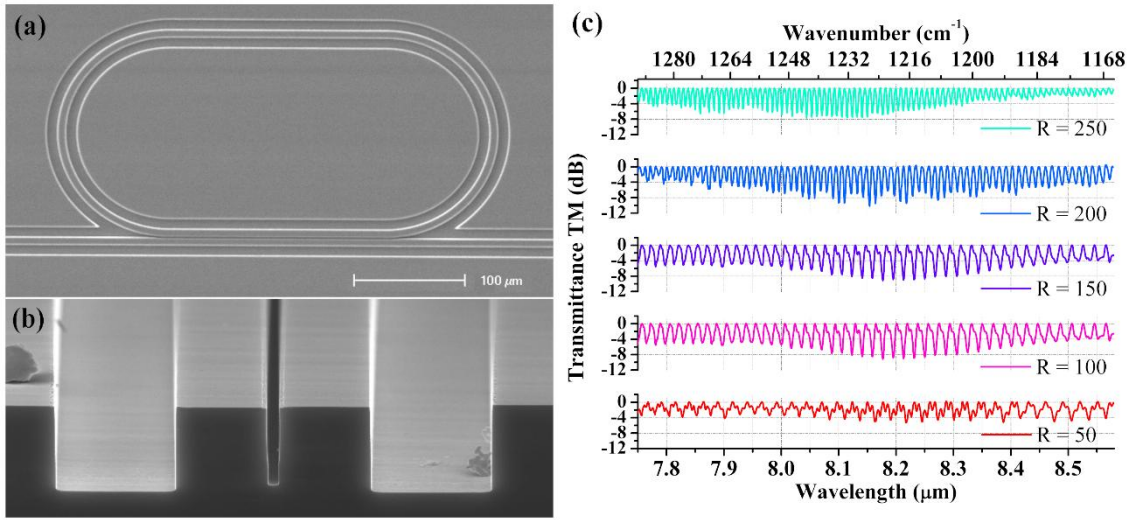 (a)
100 µm
(b)
(c)
Wavenumber (cm-1)
1280 1264 1248 1232 1216 1200 1184 1168
Transmittance TM (dB)
0
-4
-8
-12
R = 250
0
-4
-8
-12
R = 200
0
-4
-8
-12
R = 150
0
-4
-8
-12
R = 100
0
-4
-8
-12
R = 50
7.8 7.9 8.0 8.1 8.2 8.3 8.4 8.5
Wavelength (µm)